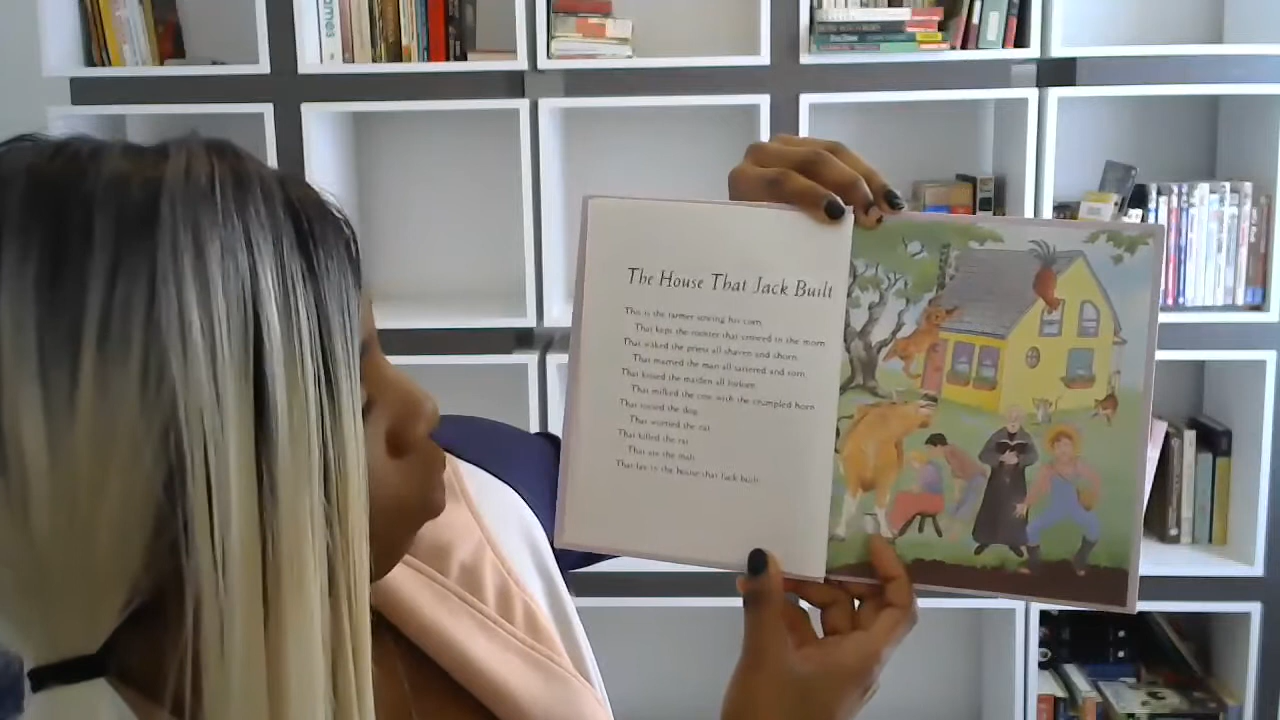 The House That Jack Built
This is the farmer sowing his corn,
That kept the rooster that crowed in the morn
That waked the priest all shaven and shorn
That married the man all tattered and torn
That kissed the maiden all forlorn
That milked the cow with the crumpled horn
That tossed the dog
That worried the cat
That killed the rat
That ate the malt
That lay in the house that Jack built.